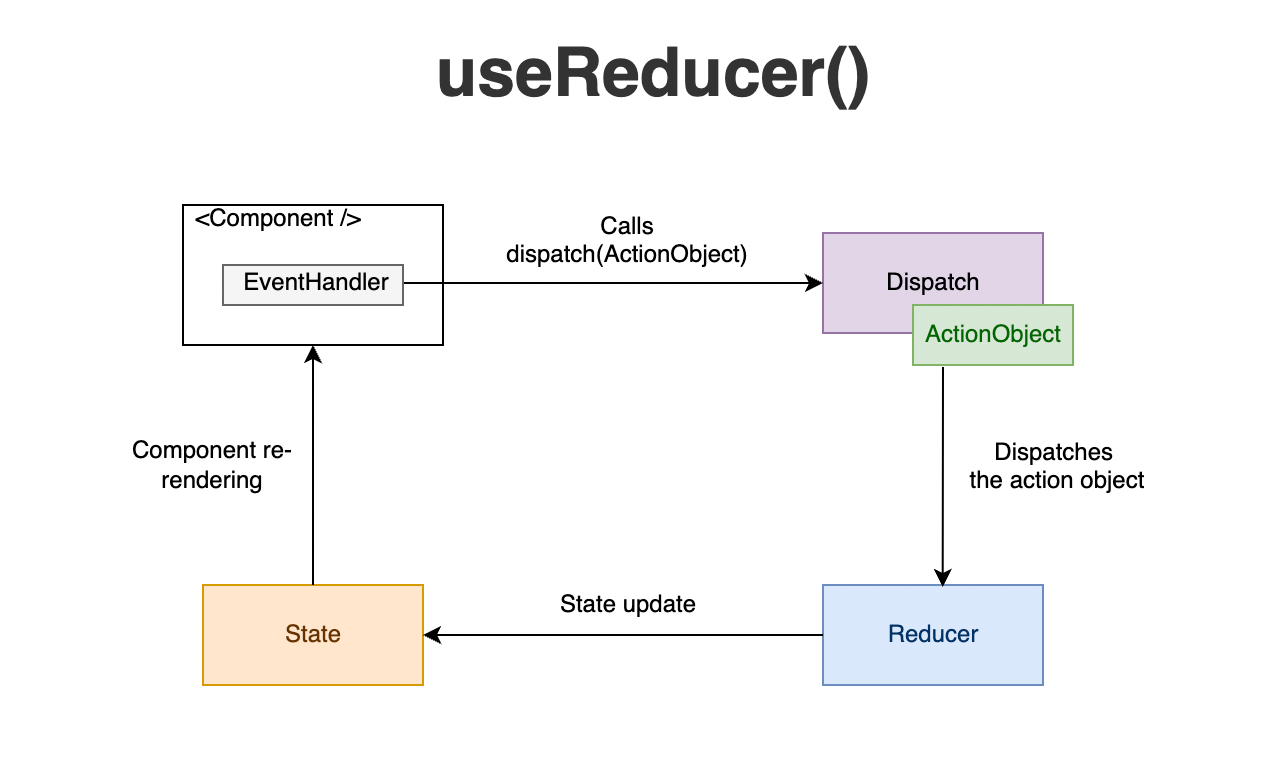 useReducer()
<Component />
EventHandler
Calls
dispatch(ActionObject)
Dispatch
ActionObject
Component re-
rendering
Dispatches
the action object
State
State update
Reducer